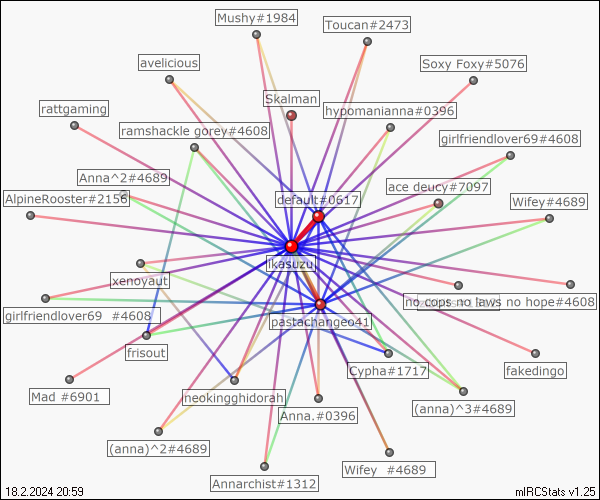 Mushy#1984
Toucan#2473
avelicious
Soxy Foxy#5076
Skalman
rattgaming
hypomanianna#0396
ramshackle gorey#4608
girlfriendlover69#4608
Anna^2#4689
ace deucy#7097
AlpineRooster#2156
default#0617
Wifey#4689
ikasuzu
xenoyaut
no cops no laws no hope#4608
girlfriendlover69 #4608
pastachangeo41
frisout
Cypha#1717
fakedingo
Mad #6901
neokingghidorah
Anna.#0396
(anna)^3#4689
(anna)^2#4689
Wifey #4689
Annarchist#1312
18.2.2024 20:59
mIRCStats v1.25